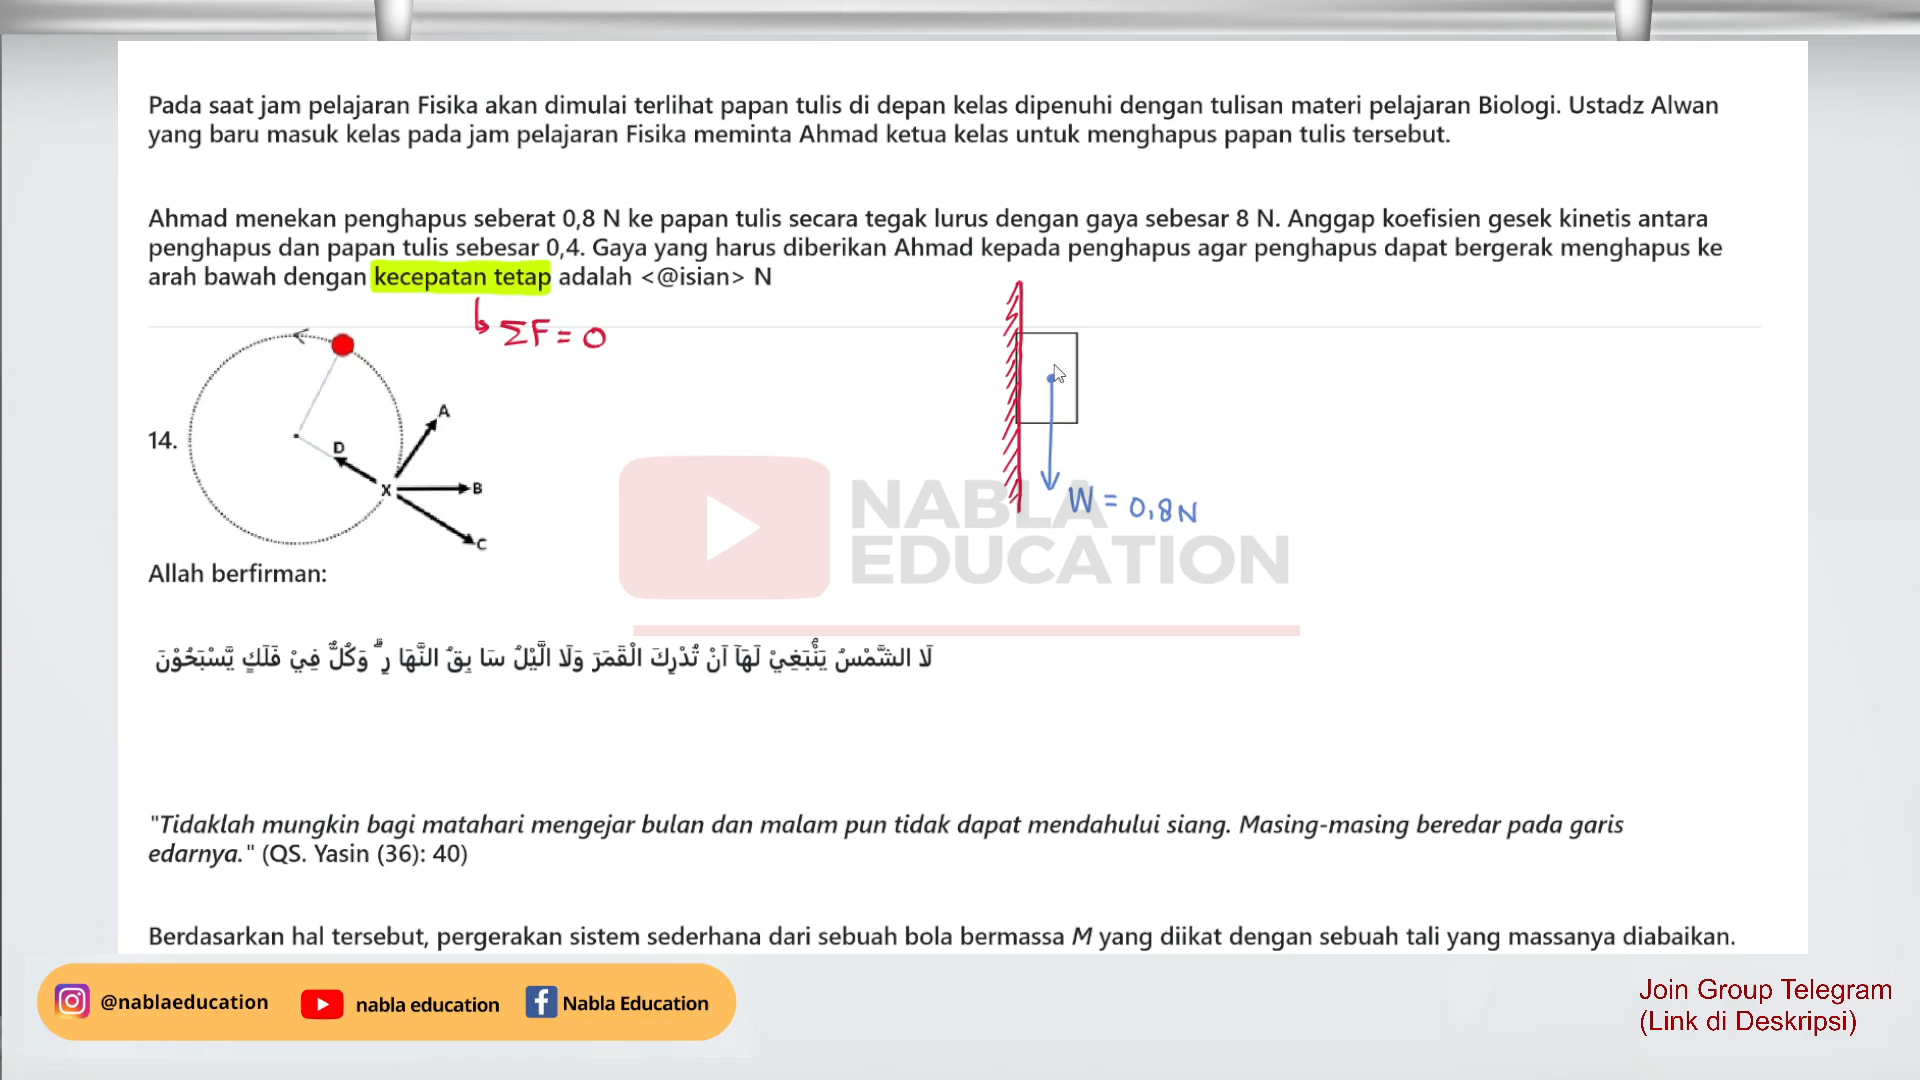 Pada saat jam pelajaran Fisika akan dimulai terlihat papan tulis di depan kelas dipenuhi dengan tulisan materi pelajaran Biologi. Ustadz Alwan
yang baru masuk kelas pada jam pelajaran Fisika meminta Ahmad ketua kelas untuk menghapus papan tulis tersebut.
Ahmad menekan penghapus seberat 0,8 N ke papan tulis secara tegak lurus dengan gaya sebesar 8 N. Anggap koefisien gesek kinetis antara
penghapus dan papan tulis sebesar 0,4. Gaya yang harus diberikan Ahmad kepada penghapus agar penghapus dapat bergerak menghapus ke
arah bawah dengan kecepatan tetap adalah <@isian> N
ΣF = 0
A
14.
D
X
B
C
W = 0,8N
NABLA
EDUCATION
Allah berfirman:
لَا الشَّمْسُ يَنْۢبَغِيْ لَهَاۤ اَنْ تُدْرِكَ الْقَمَرَ وَلَا الَّيْلُ سَا بِقُ النَّهَا رِ ۗ وَكُلٌّ فِيْ فَلَكٍ يَّسْبَحُوْنَ
"Tidaklah mungkin bagi matahari mengejar bulan dan malam pun tidak dapat mendahului siang. Masing-masing beredar pada garis
edarnya." (QS. Yasin (36): 40)
Berdasarkan hal tersebut, pergerakan sistem sederhana dari sebuah bola bermassa M yang diikat dengan sebuah tali yang massanya diabaikan.
@nablaeducation
nabla education
Nabla Education
Join Group Telegram
(Link di Deskripsi)